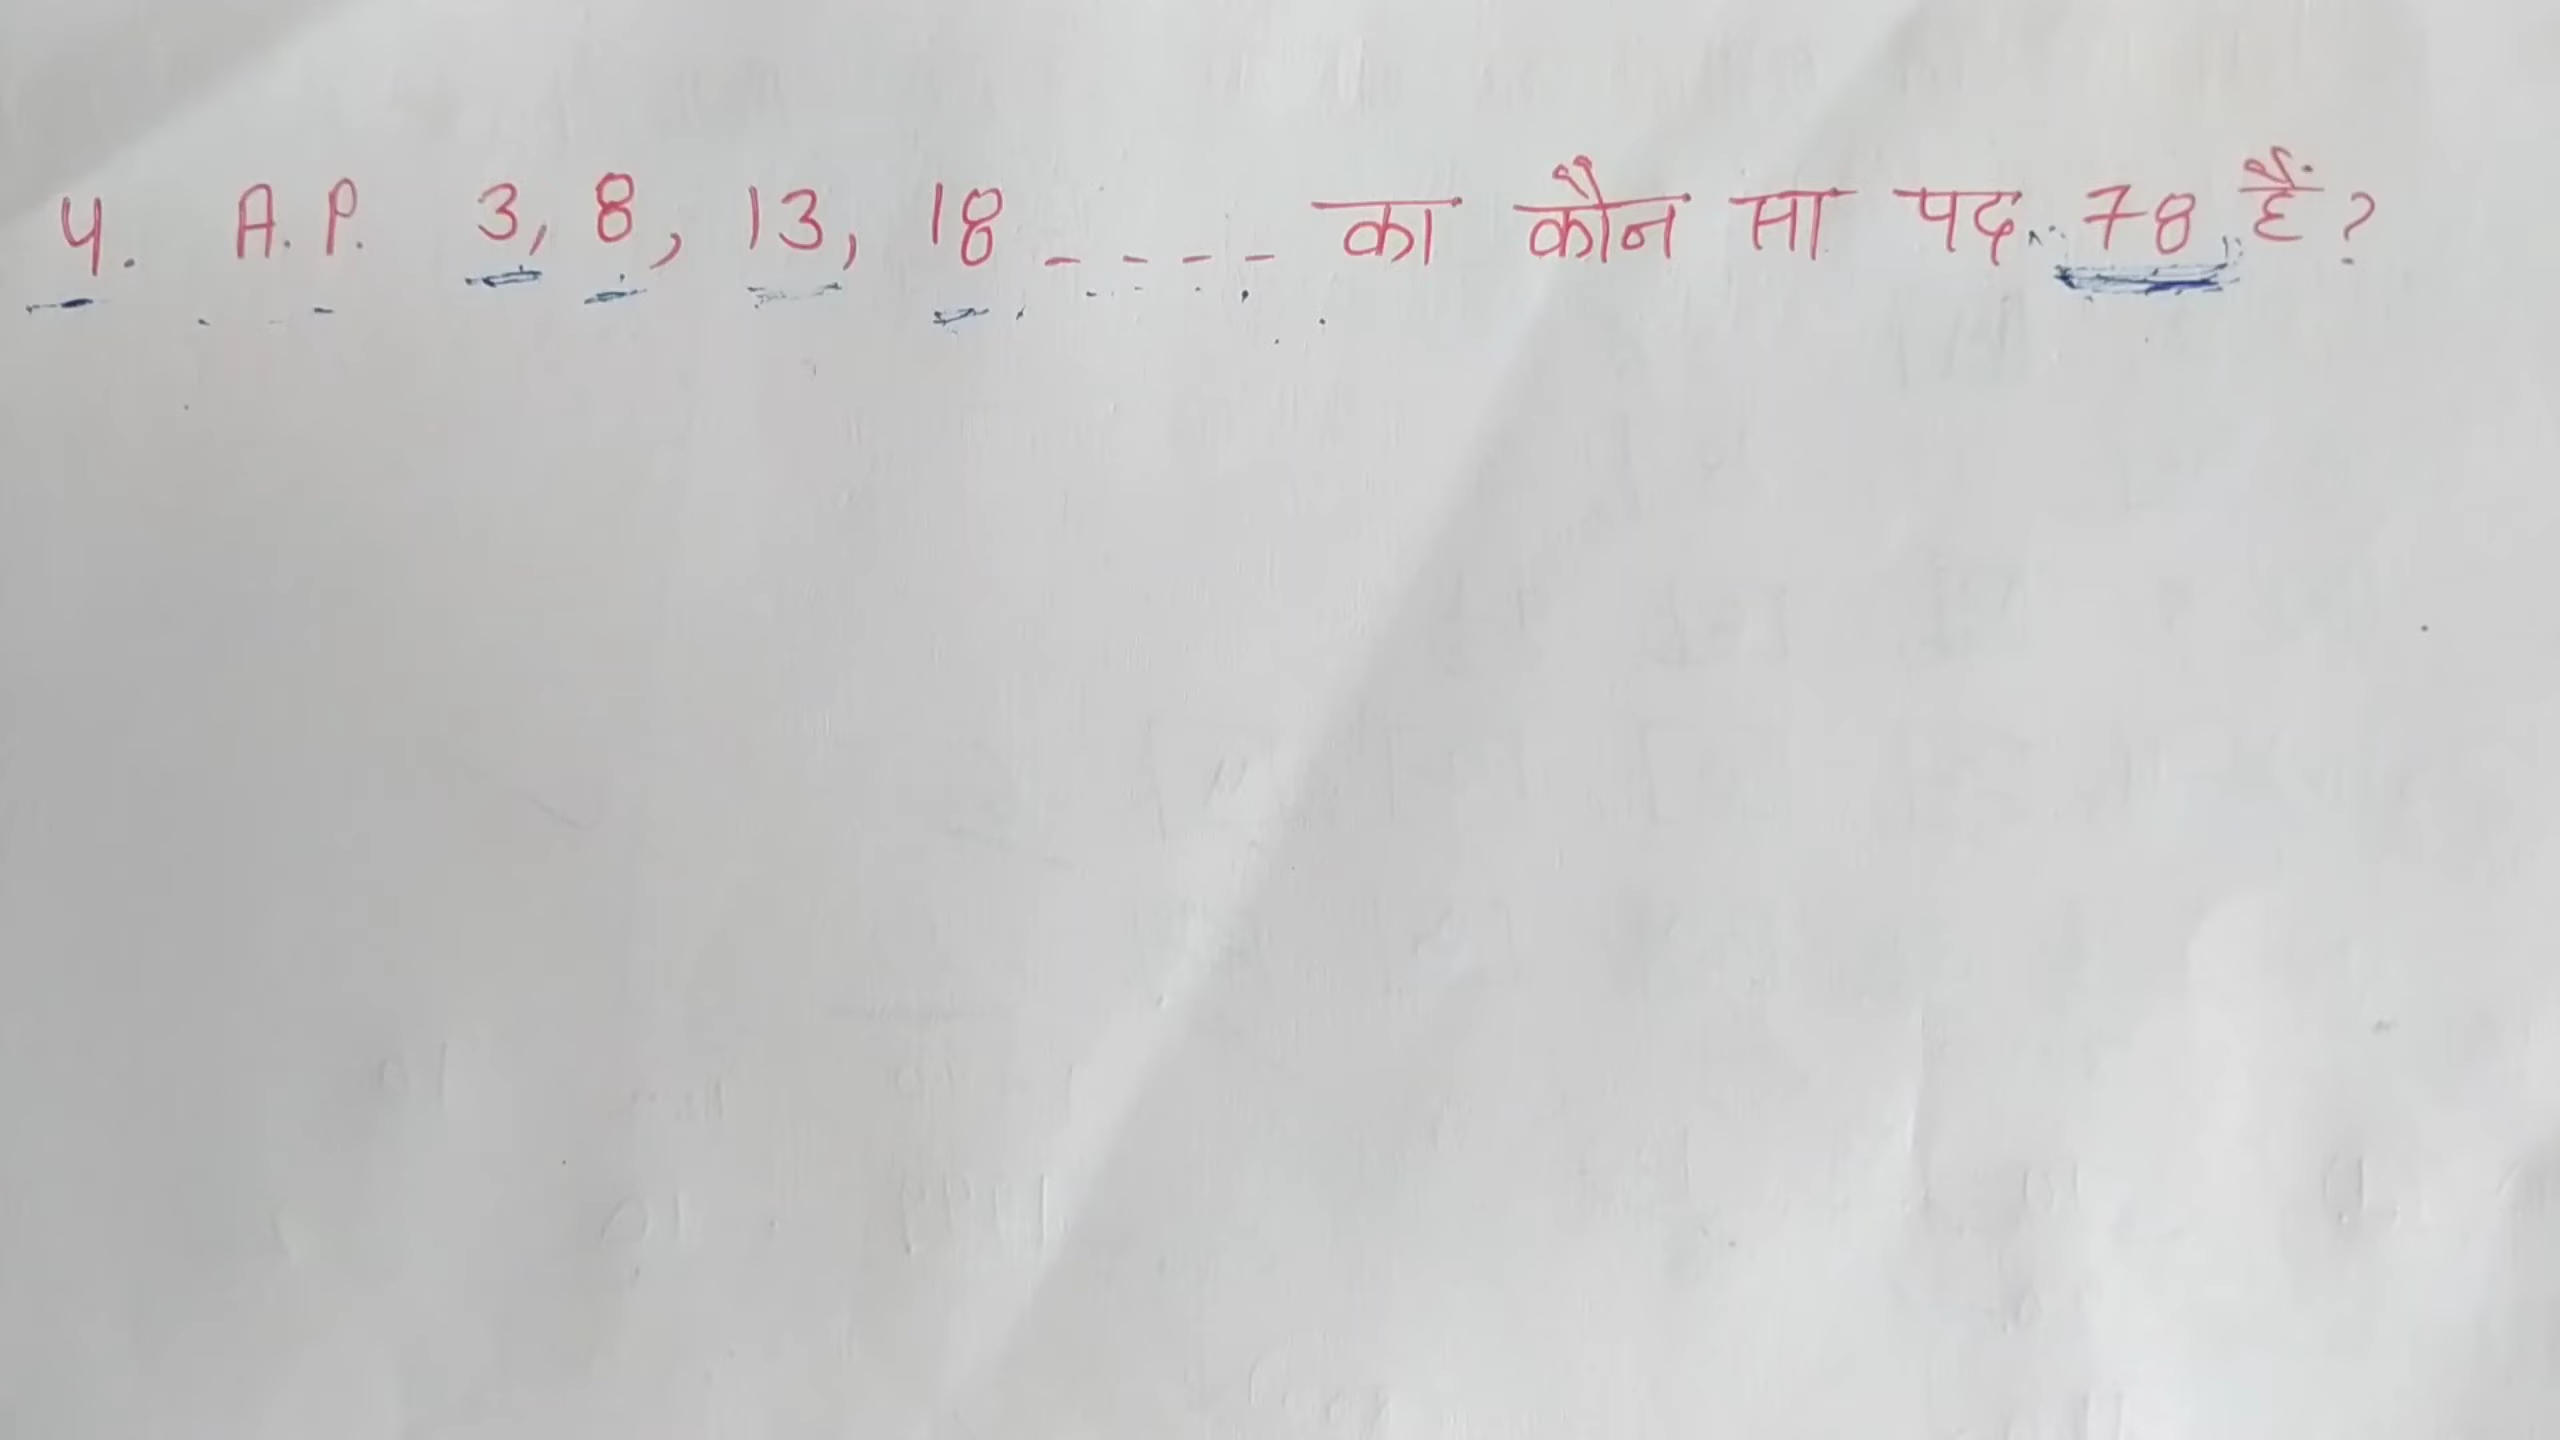 4. A.P. 3, 8, 13, 18 - - - - का कौन सा पद 78 हैं ?